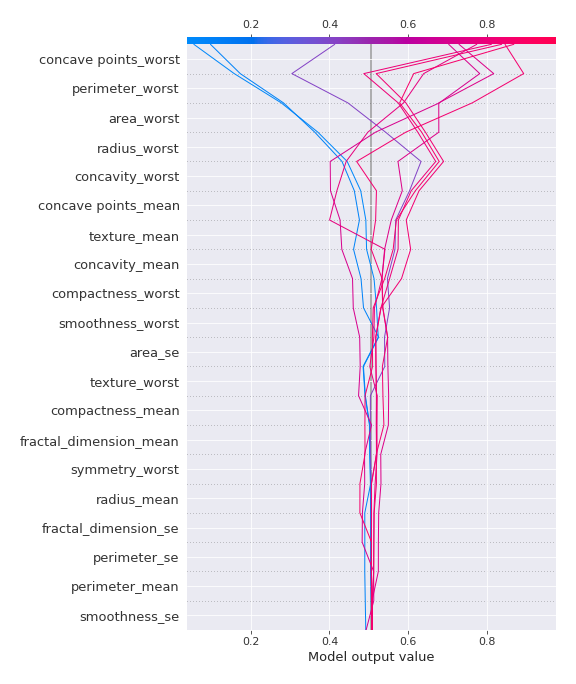 0.2 0.4 0.6 0.8
concave points_worst
perimeter_worst
area_worst
radius_worst
concavity_worst
concave points_mean
texture_mean
concavity_mean
compactness_worst
smoothness_worst
area_se
texture_worst
compactness_mean
fractal_dimension_mean
symmetry_worst
radius_mean
fractal_dimension_se
perimeter_se
perimeter_mean
smoothness_se
0.2 0.4 0.6 0.8
Model output value